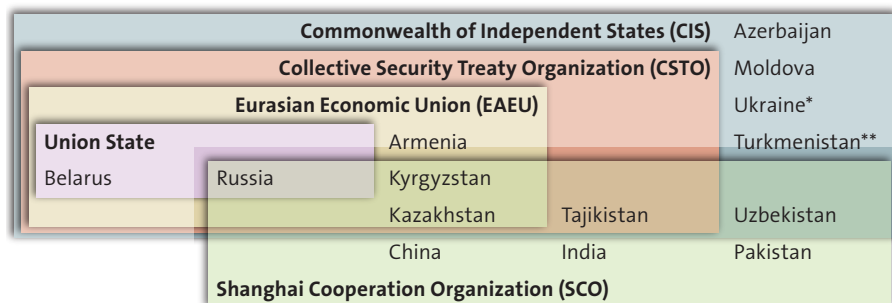 Commonwealth of Independent States (CIS) Azerbaijan
Collective Security Treaty Organization (CSTO) Moldova
Eurasian Economic Union (EAEU) Ukraine*
Union State Armenia Turkmenistan**
Belarus Russia Kyrgyzstan
Kazakhstan Tajikistan Uzbekistan
China India Pakistan
Shanghai Cooperation Organization (SCO)